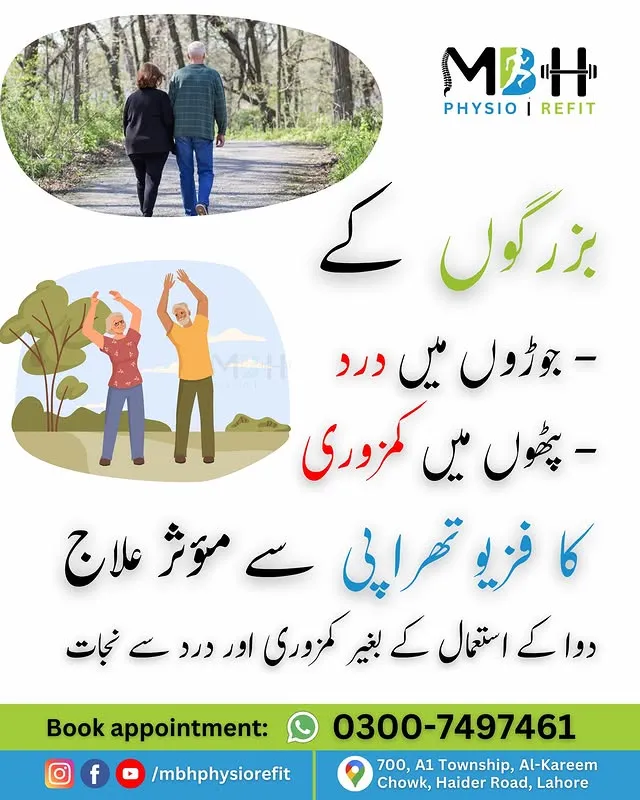 MBH
PHYSIO | REFIT
بزرگوں کے
- جوڑوں میں درد
- پٹھوں میں کمزوری
کا فزیوتھراپی سے مؤثر علاج
دوا کے استعمال کے بغیر کمزوری اور درد سے نجات
Book appointment: 0300-7497461
/mbhphysiorefit
700, A1 Township, Al-Kareem
Chowk, Haider Road, Lahore